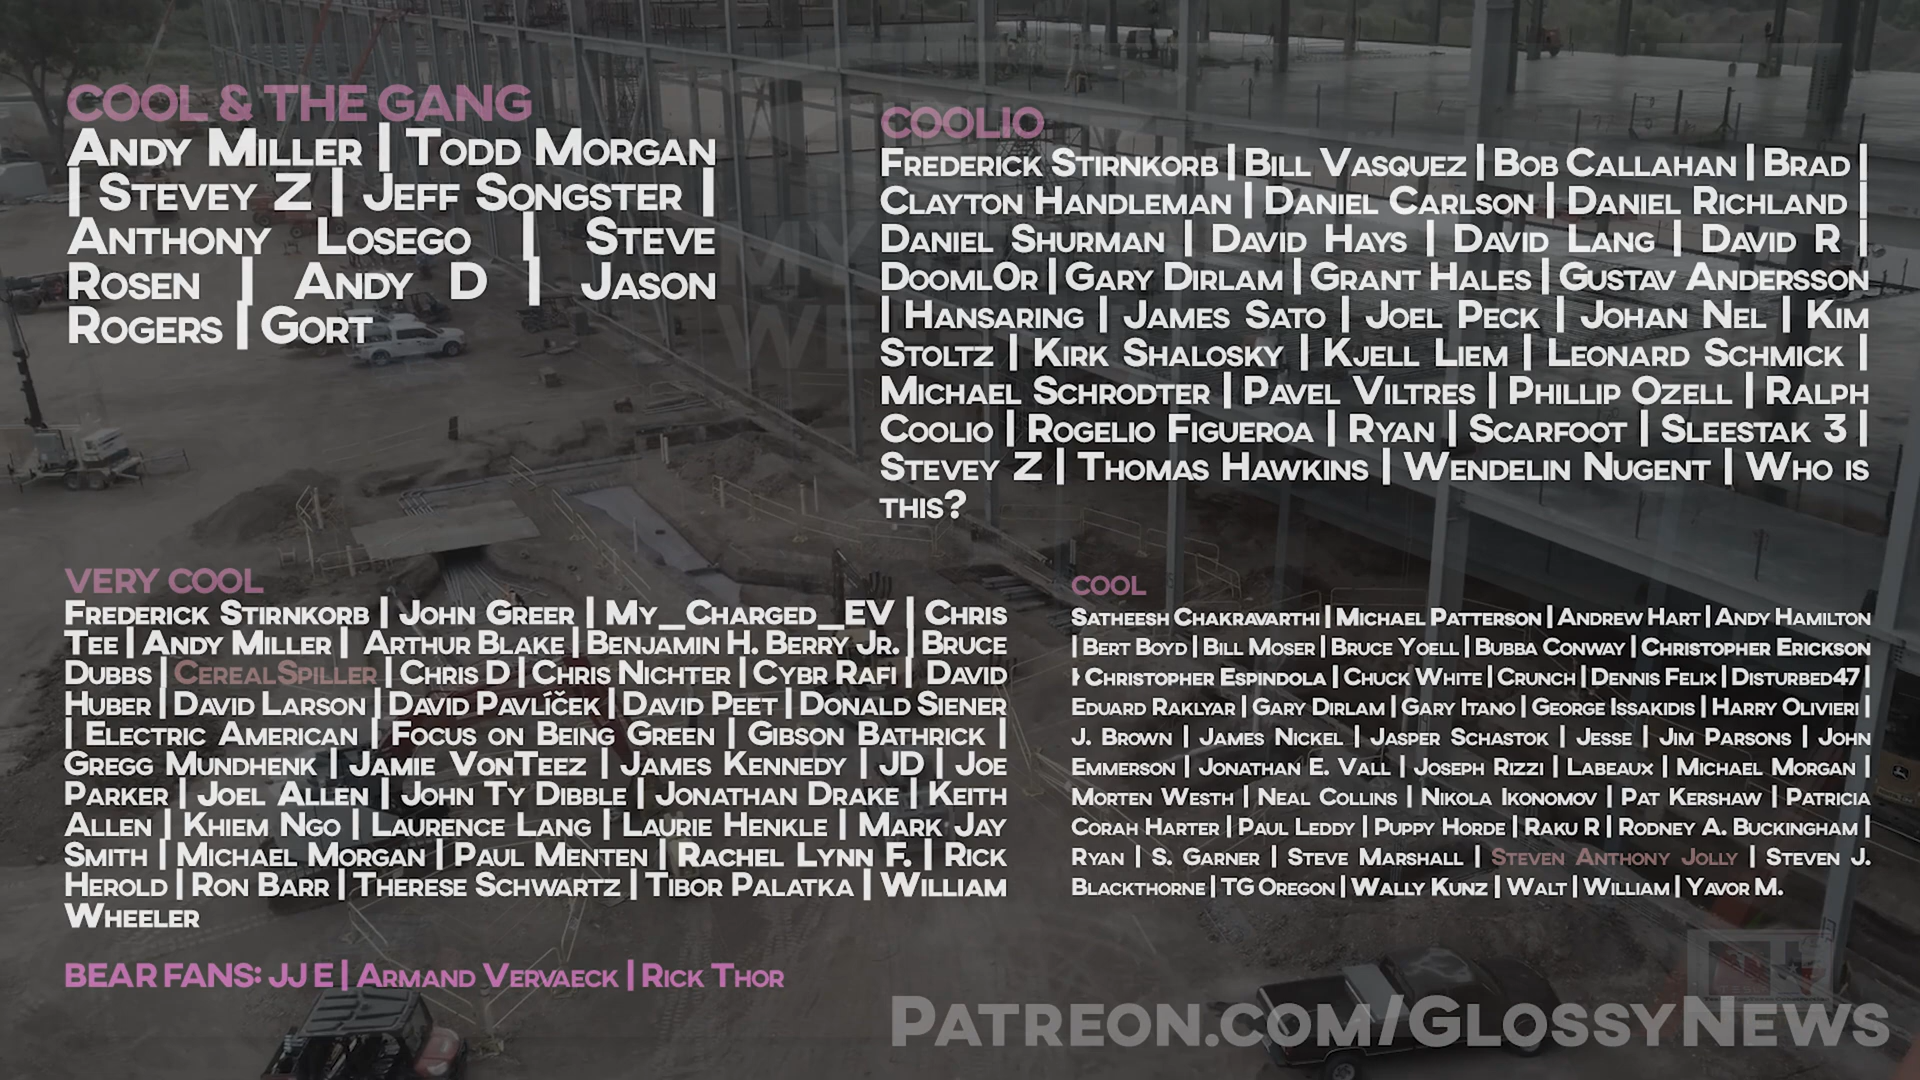 COOL & THE GANG
ANDY MILLER | TODD MORGAN
| STEVEY Z | JEFF SONGSTER |
ANTHONY LOSEGO | STEVE
ROSEN | ANDY D | JASON
ROGERS | GORT
COOLIO
FREDERICK STIRNKORB | BILL VASQUEZ | BOB CALLAHAN | BRAD |
CLAYTON HANDLEMAN | DANIEL CARLSON | DANIEL RICHLAND |
DANIEL SHURMAN | DAVID HAYS | DAVID LANG | DAVID R |
DOOML0R | GARY DIRLAM | GRANT HALES | GUSTAV ANDERSSON
| HANSARING | JAMES SATO | JOEL PECK | JOHAN NEL | KIM
STOLTZ | KIRK SHALOSKY | KJELL LIEM | LEONARD SCHMICK |
MICHAEL SCHRODTER | PAVEL VILTRES | PHILLIP OZELL | RALPH
COOLIO | ROGELIO FIGUEROA | RYAN | SCARFOOT | SLEESTAK 3 |
STEVEY Z | THOMAS HAWKINS | WENDELIN NUGENT | WHO IS
THIS?
MY
WE
VERY COOL
FREDERICK STIRNKORB | JOHN GREER | MY_CHARGED_EV | CHRIS
TEE | ANDY MILLER | ARTHUR BLAKE | BENJAMIN H. BERRY JR. | BRUCE
DUBBS | CEREALSPILLER | CHRIS D | CHRIS NICHTER | CYBR RAFI | DAVID
HUBER | DAVID LARSON | DAVID PAVLÍČEK | DAVID PEET | DONALD SIENER
| ELECTRIC AMERICAN | FOCUS ON BEING GREEN | GIBSON BATHRICK |
GREGG MUNDHENK | JAMIE VONTEEZ | JAMES KENNEDY | JD | JOE
PARKER | JOEL ALLEN | JOHN TY DIBBLE | JONATHAN DRAKE | KEITH
ALLEN | KHIEM NGO | LAURENCE LANG | LAURIE HENKLE | MARK JAY
SMITH | MICHAEL MORGAN | PAUL MENTEN | RACHEL LYNN F. | RICK
HEROLD | RON BARR | THERESE SCHWARTZ | TIBOR PALATKA | WILLIAM
WHEELER
COOL
SATHEESH CHAKRAVARTHI | MICHAEL PATTERSON | ANDREW HART | ANDY HAMILTON
| BERT BOYD | BILL MOSER | BRUCE YOELL | BUBBA CONWAY | CHRISTOPHER ERICKSON
| CHRISTOPHER ESPINDOLA | CHUCK WHITE | CRUNCH | DENNIS FELIX | DISTURBED47 |
EDUARD RAKLYAR | GARY DIRLAM | GARY ITANO | GEORGE ISSAKIDIS | HARRY OLIVIERI |
J. BROWN | JAMES NICKEL | JASPER SCHASTOK | JESSE | JIM PARSONS | JOHN
EMMERSON | JONATHAN E. VALL | JOSEPH RIZZI | LABEAUX | MICHAEL MORGAN |
MORTEN WESTH | NEAL COLLINS | NIKOLA IKONOMOV | PAT KERSHAW | PATRICIA
CORAH HARTER | PAUL LEDDY | PUPPY HORDE | RAKU R | RODNEY A. BUCKINGHAM |
RYAN | S. GARNER | STEVE MARSHALL | STEVEN ANTHONY JOLLY | STEVEN J.
BLACKTHORNE | TG OREGON | WALLY KUNZ | WALT | WILLIAM | YAVOR M.
BEAR FANS: JJ E | ARMAND VERVAECK | RICK THOR
PATREON.COM/GLOSSYNEWS